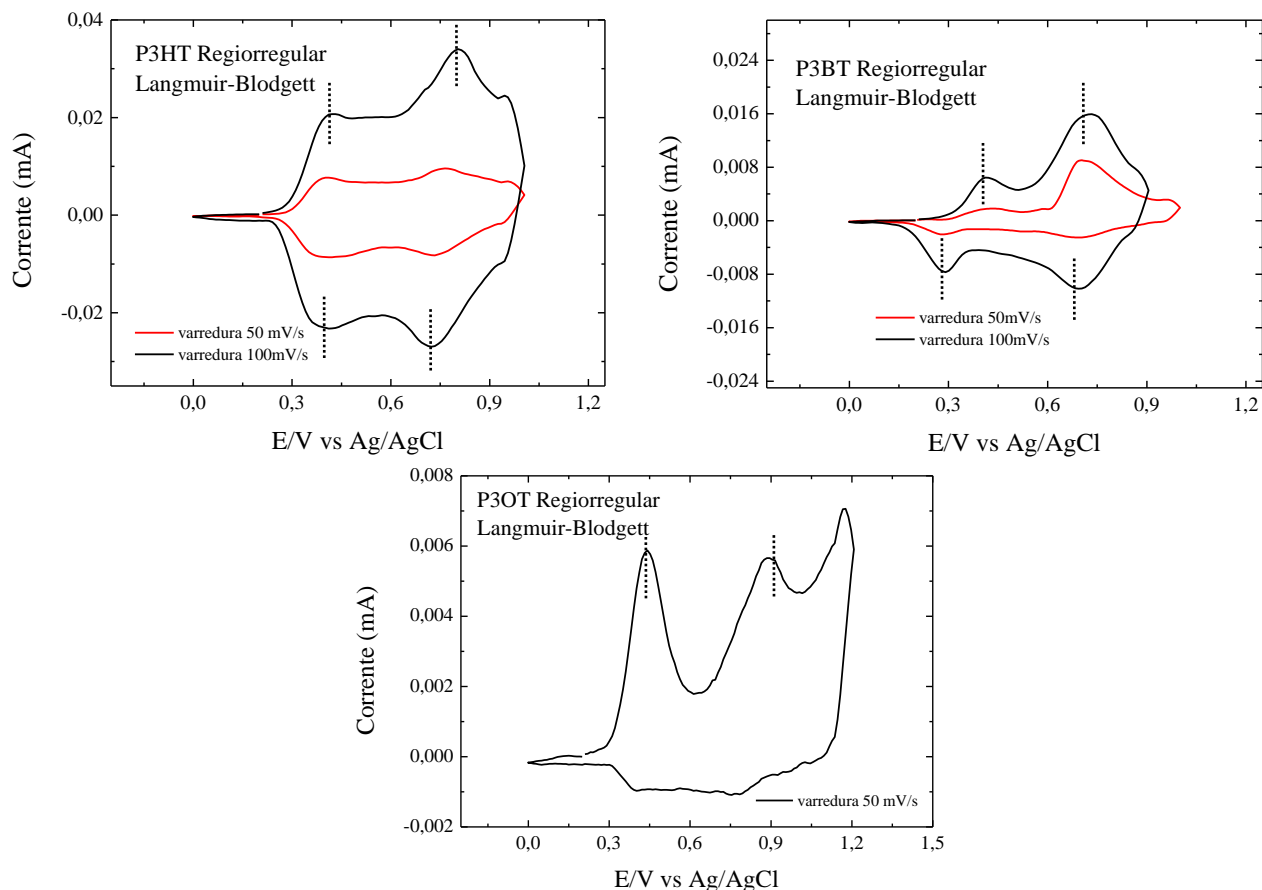 P3HT Regiorregular
Langmuir-Blodgett
0,04
0,02
0,00
-0,02
Corrente (mA)
varredura 50 mV/s
varredura 100mV/s
0,0 0,3 0,6 0,9 1,2
E/V vs Ag/AgCl
P3BT Regiorregular
Langmuir-Blodgett
0,024
0,016
0,008
0,000
-0,008
-0,016
-0,024
Corrente (mA)
varredura 50mV/s
varredura 100mV/s
0,0 0,3 0,6 0,9 1,2
E/V vs Ag/AgCl
P3OT Regiorregular
Langmuir-Blodgett
0,008
0,006
0,004
0,002
0,000
-0,002
Corrente (mA)
varredura 50 mV/s
0,0 0,3 0,6 0,9 1,2 1,5
E/V vs Ag/AgCl